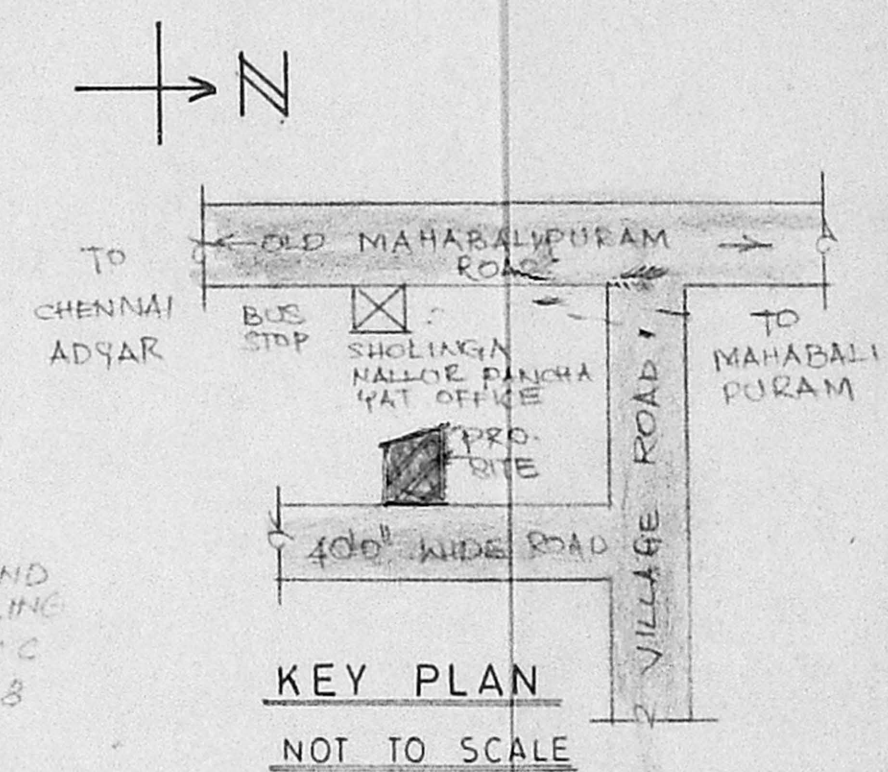 N
OLD MAHABALIPURAM
ROAD
TO
CHENNAI
ADYAR
BUS
STOP
SHOLINGA
NALLUR PANCHA
YAT OFFICE
TO
MAHABALI
PURAM
PRO.
SITE
40'0" WIDE ROAD
VILLAGE ROAD
KEY PLAN
NOT TO SCALE